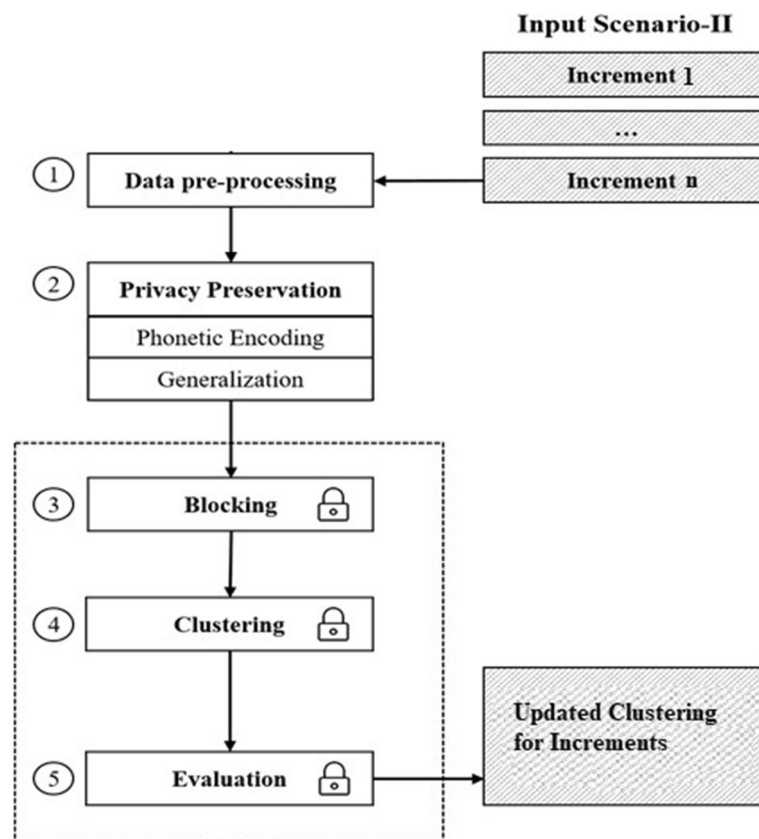 Input Scenario-II
Increment 1
...
Increment n
1
Data pre-processing
2
Privacy Preservation
Phonetic Encoding
Generalization
3
Blocking
4
Clustering
Updated Clustering
for Increments
5
Evaluation